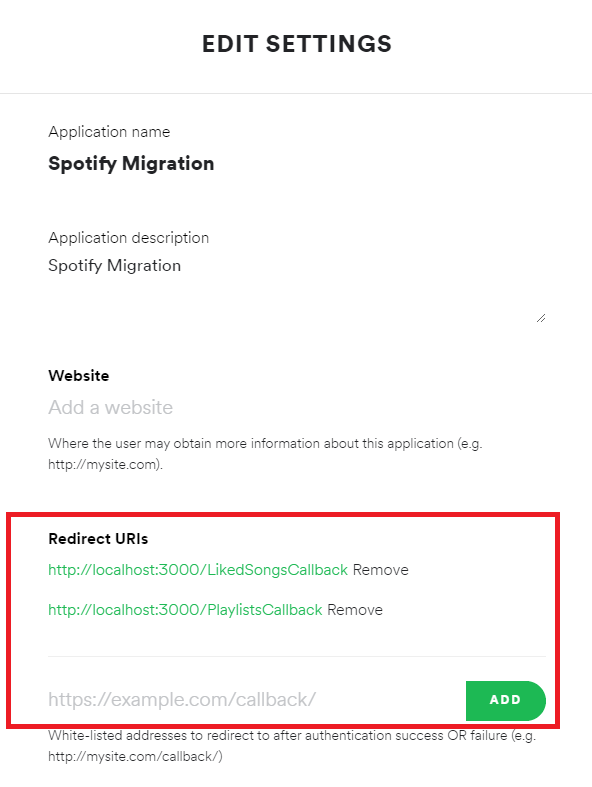 EDIT SETTINGS
Application name
Spotify Migration
Application description
Spotify Migration
Website
Add a website
Where the user may obtain more information about this application (e.g.
http://mysite.com).
Redirect URIs
http://localhost:3000/LikedSongsCallback Remove
http://localhost:3000/PlaylistsCallback Remove
https://example.com/callback/ ADD
White-listed addresses to redirect to after authentication success OR failure (e.g.
http://mysite.com/callback/)